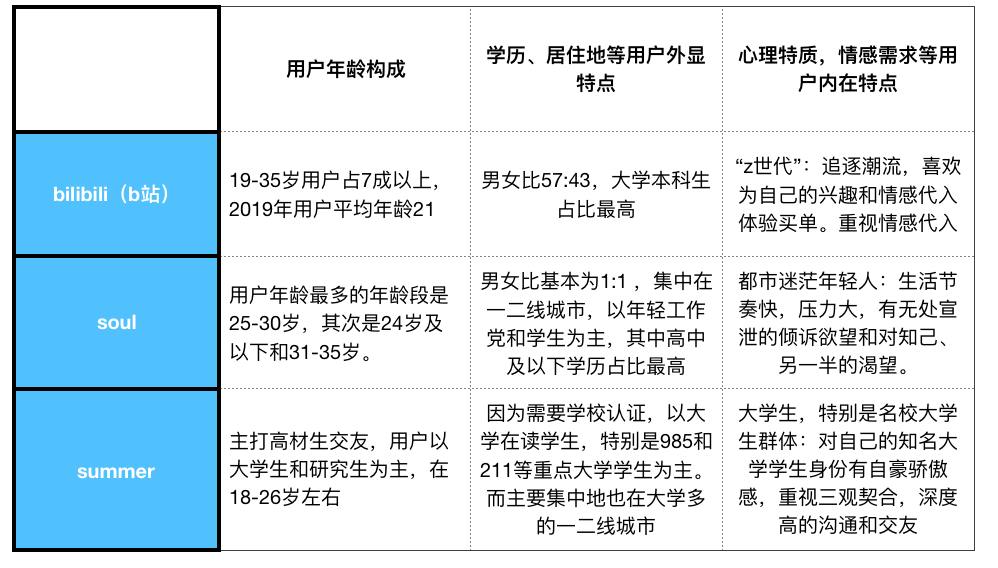 用户年龄构成
学历、居住地等用户外显
特点
心理特质，情感需求等用
户内在特点
bilibili（b站）
19-35岁用户占7成以上，
2019年用户平均年龄21
男女比57:43，大学本科生
占比最高
“z世代”：追逐潮流，喜欢
为自己的兴趣和情感代入
体验买单。重视情感代入
soul
用户年龄最多的年龄段是
25-30岁，其次是24岁及
以下和31-35岁。
男女比基本为1:1 ，集中在
一二线城市，以年轻工作
党和学生为主，其中高中
及以下学历占比最高
都市迷茫年轻人：生活节
奏快，压力大，有无处宣
泄的倾诉欲望和对知己、
另一半的渴望。
summer
主打高材生交友，用户以
大学生和研究生为主，在
18-26岁左右
因为需要学校认证，以大
学在读学生，特别是985和
211等重点大学学生为主。
而主要集中地也在大学多
的一二线城市
大学生，特别是名校大学
生群体：对自己的知名大
学学生身份有自豪骄傲
感，重视三观契合，深度
高的沟通和交友